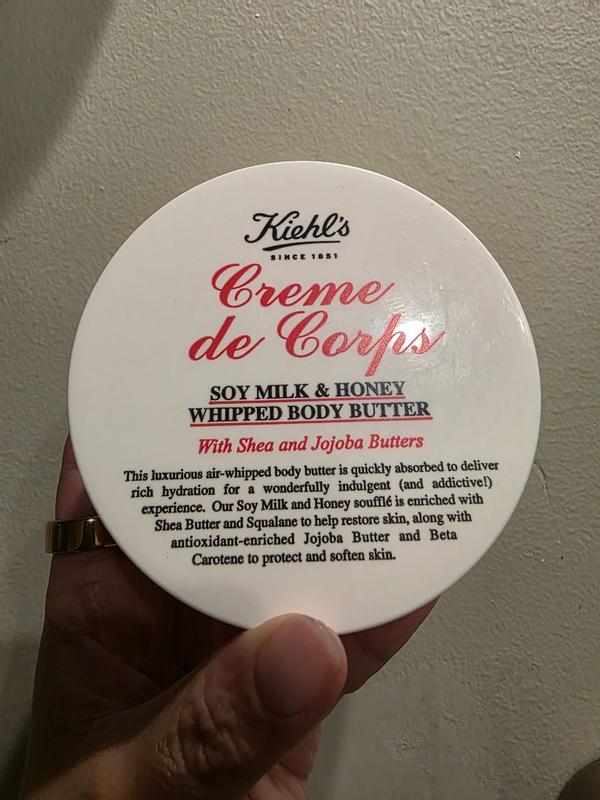 Kiehl's
SINCE 1851
Creme
de Corps
SOY MILK & HONEY
WHIPPED BODY BUTTER
With Shea and Jojoba Butters
This luxurious air-whipped body butter is quickly absorbed to deliver
rich hydration for a wonderfully indulgent (and addictive!)
experience. Our Soy Milk and Honey soufflé is enriched with
Shea Butter and Squalane to help restore skin, along with
antioxidant-enriched Jojoba Butter and Beta
Carotene to protect and soften skin.